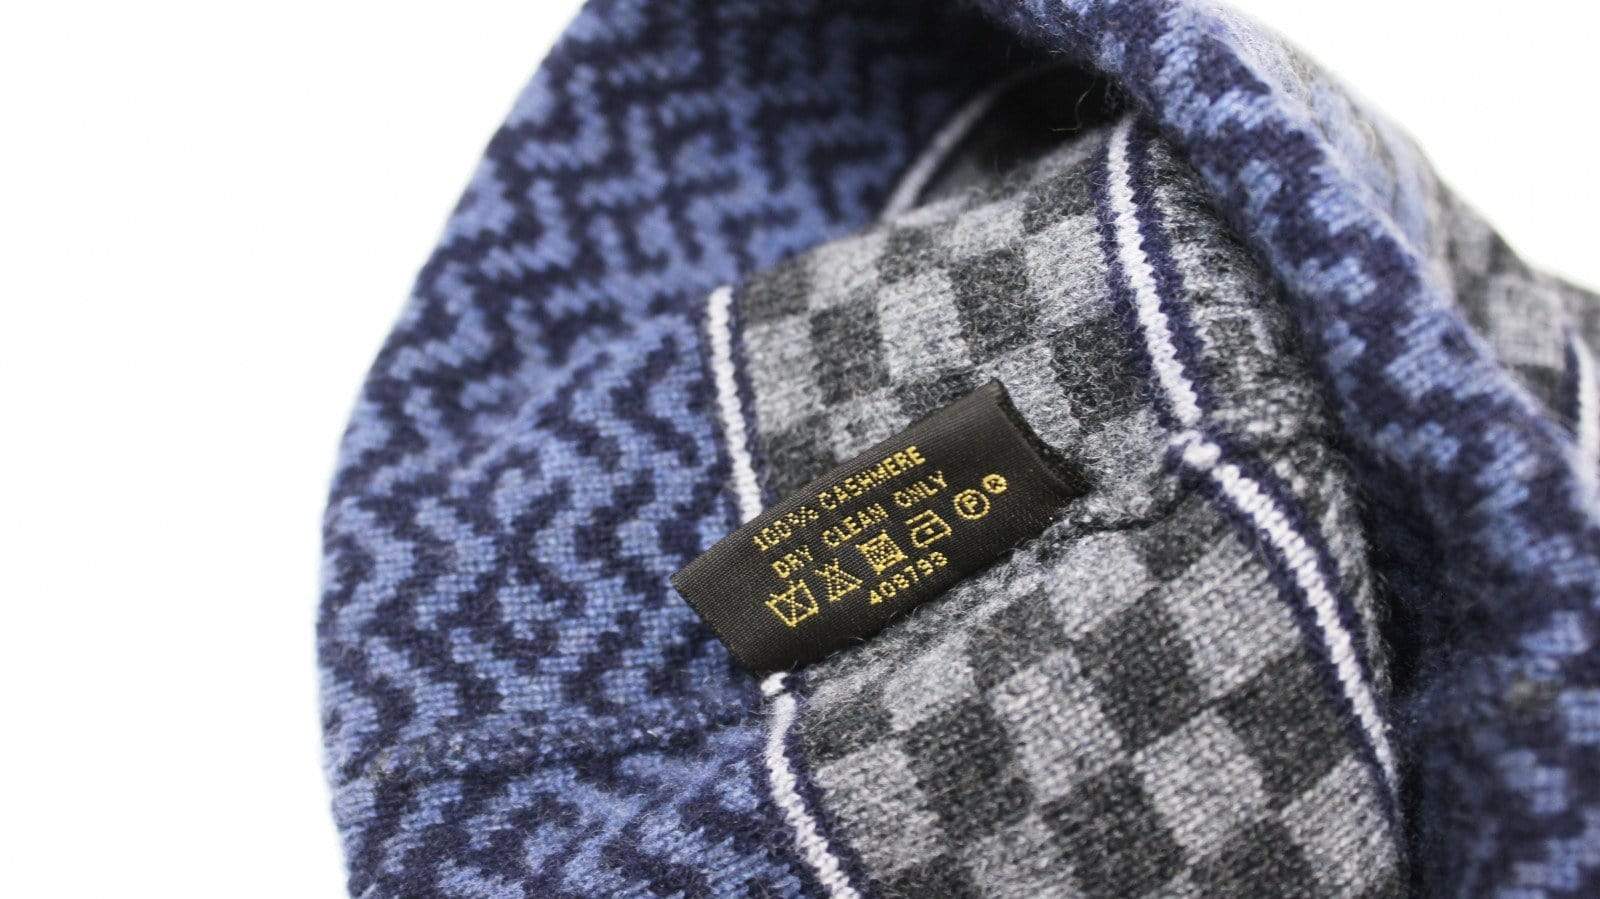 100% CASHMERE
DRY CLEAN ONLY
P
408793